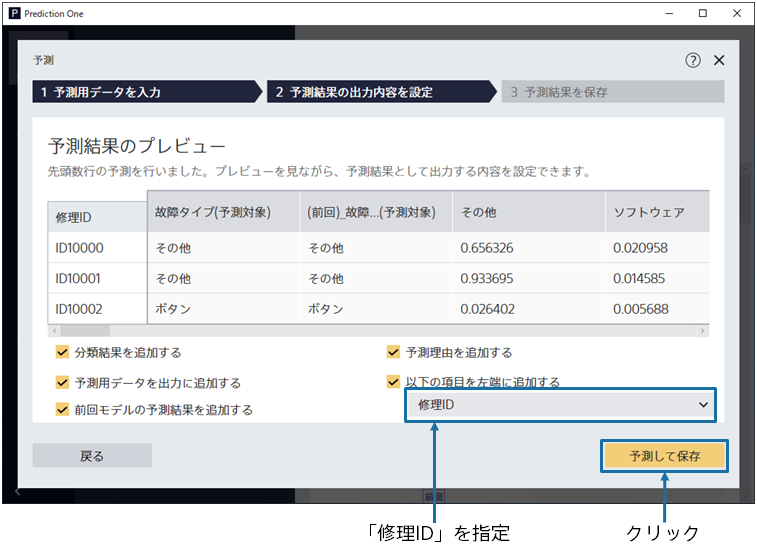 P Prediction One
予測
?
1 予測用データを入力
2 予測結果の出力内容を設定
3 予測結果を保存
予測結果のプレビュー
先頭数行の予測を行いました。プレビューを見ながら、予測結果として出力する内容を設定できます。
修理ID 故障タイプ(予測対象) (前回)_故障...(予測対象) その他 ソフトウェア
ID10000 その他 その他 0.656326 0.020958
ID10001 その他 その他 0.933695 0.014585
ID10002 ボタン ボタン 0.026402 0.005688
分類結果を追加する 予測理由を追加する
予測用データを出力に追加する 以下の項目を左端に追加する
前回モデルの予測結果を追加する 修理ID
戻る 予測して保存
前回
「修理ID」を指定 クリック